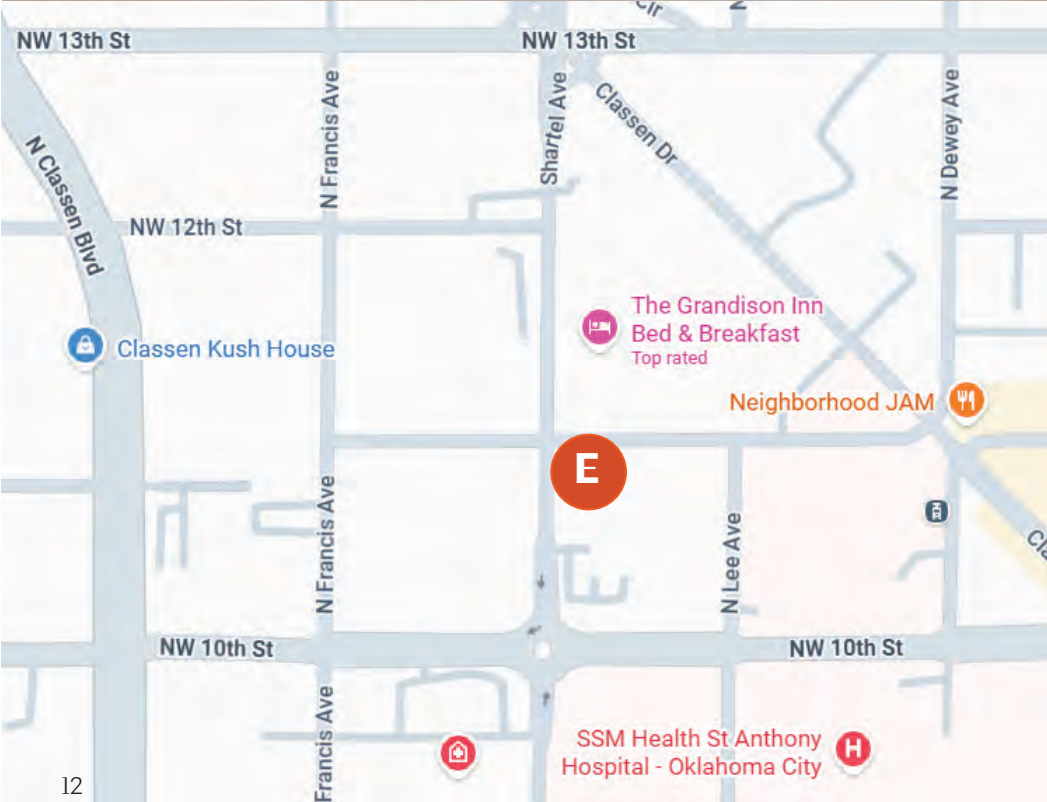 Cir
N
NW 13th St
NW 13th St
N Francis Ave
Shartel Ave
Classen Dr
N Dewey Ave
N Classen Blvd
NW 12th St
The Grandison Inn
Bed & Breakfast
Top rated
Classen Kush House
Neighborhood JAM
E
N Francis Ave
N Lee Ave
Cla
NW 10th St
NW 10th St
Francis Ave
SSM Health St Anthony
Hospital - Oklahoma City
H
12